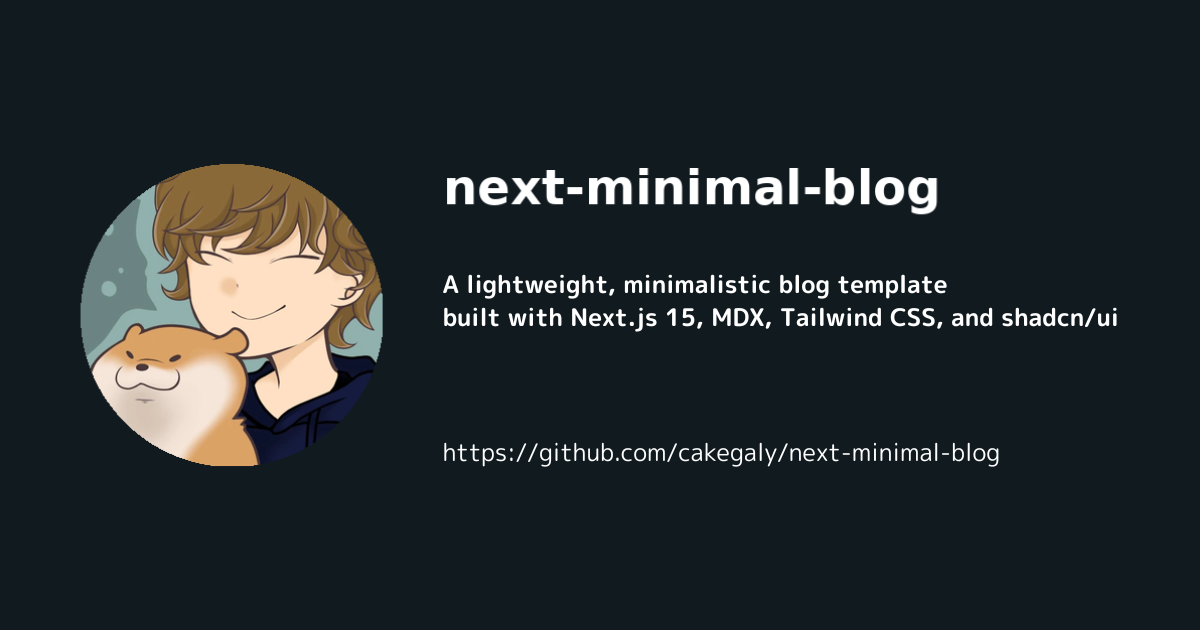 next-minimal-blog
A lightweight, minimalistic blog template
built with Next.js 15, MDX, Tailwind CSS, and shadcn/ui
https://github.com/cakegaly/next-minimal-blog